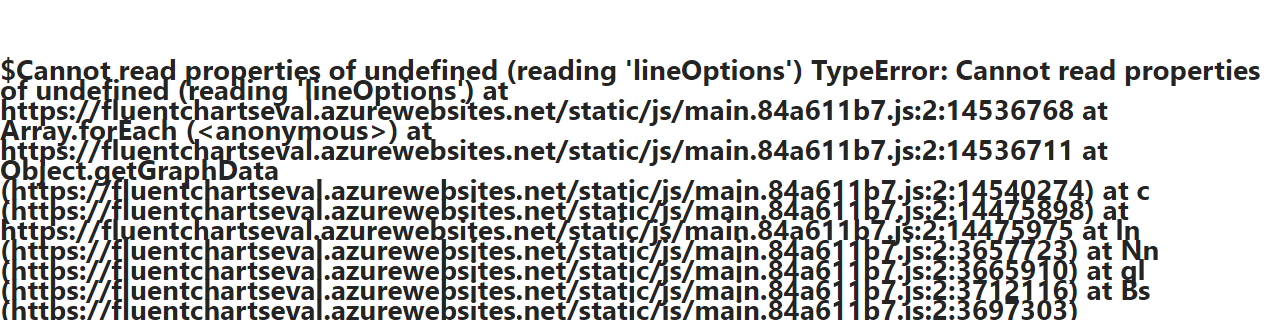 $Cannot read properties of undefined (reading 'lineOptions') TypeError: Cannot read properties
of undefined (reading 'lineOptions') at
https://fluentchartseval.azurewebsites.net/static/js/main.84a611b7.js:2:14536768 at
Array.forEach (<anonymous>) at
https://fluentchartseval.azurewebsites.net/static/js/main.84a611b7.js:2:14536711 at
Object.getGraphData
(https://fluentchartseval.azurewebsites.net/static/js/main.84a611b7.js:2:14540274) at c
(https://fluentchartseval.azurewebsites.net/static/js/main.84a611b7.js:2:14475898) at
https://fluentchartseval.azurewebsites.net/static/js/main.84a611b7.js:2:14475975 at ln
(https://fluentchartseval.azurewebsites.net/static/js/main.84a611b7.js:2:3657723) at Nn
(https://fluentchartseval.azurewebsites.net/static/js/main.84a611b7.js:2:3665910) at gl
(https://fluentchartseval.azurewebsites.net/static/js/main.84a611b7.js:2:3712116) at Bs
(https://fluentchartseval.azurewebsites.net/static/js/main.84a611b7.js:2:3697303)